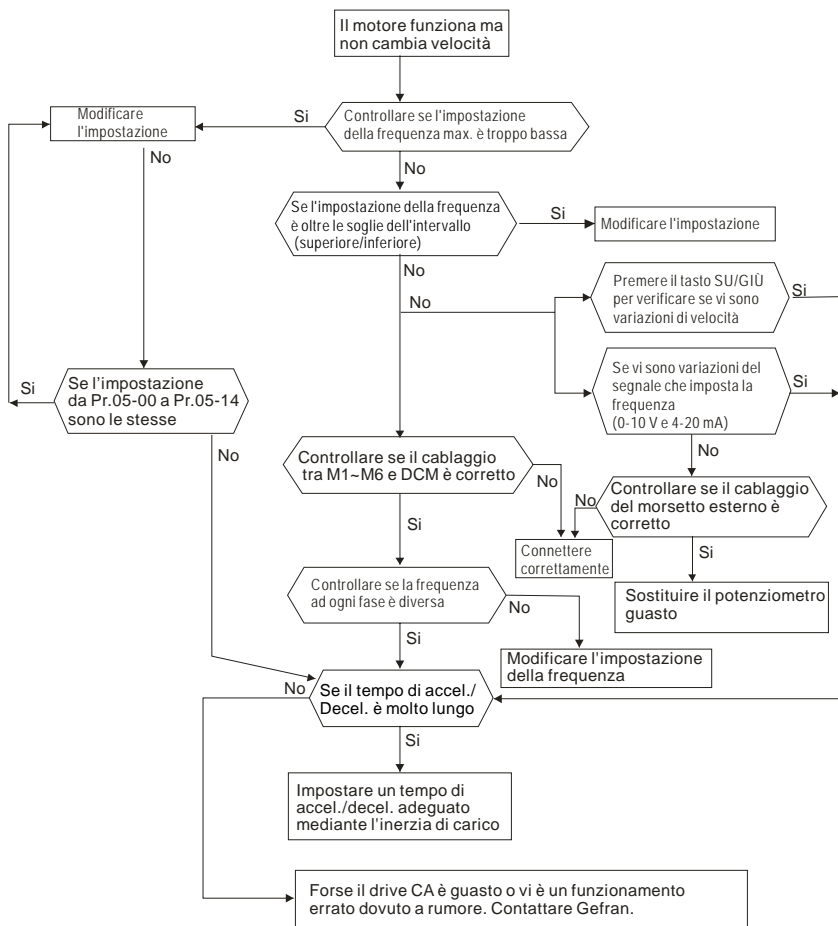 Il motore funziona ma
non cambia velocità
Si
Modificare
l'impostazione
Controllare se l'impostazione
della frequenza max. è troppo bassa
No
No
Se l'impostazione della frequenza
è oltre le soglie dell'intervallo
(superiore/inferiore)
Si
Modificare l'impostazione
No
No
Premere il tasto SU/GIÙ
per verificare se vi sono
variazioni di velocità
Si
Si
Se l'impostazione
da Pr.05-00 a Pr.05-14
sono le stesse
Se vi sono variazioni del
segnale che imposta la
frequenza
(0-10 V e 4-20 mA)
Si
No
No
Controllare se il cablaggio
tra M1~M6 e DCM è corretto
No
No
Controllare se il cablaggio
del morsetto esterno è
corretto
Si
Connettere
correttamente
Si
Controllare se la frequenza
ad ogni fase è diversa
No
Sostituire il potenziometro
guasto
Si
Modificare l'impostazione
della frequenza
No
Se il tempo di accel./
Decel. è molto lungo
Si
Impostare un tempo di
accel./decel. adeguato
mediante l'inerzia di carico
Forse il drive CA è guasto o vi è un funzionamento
errato dovuto a rumore. Contattare Gefran.